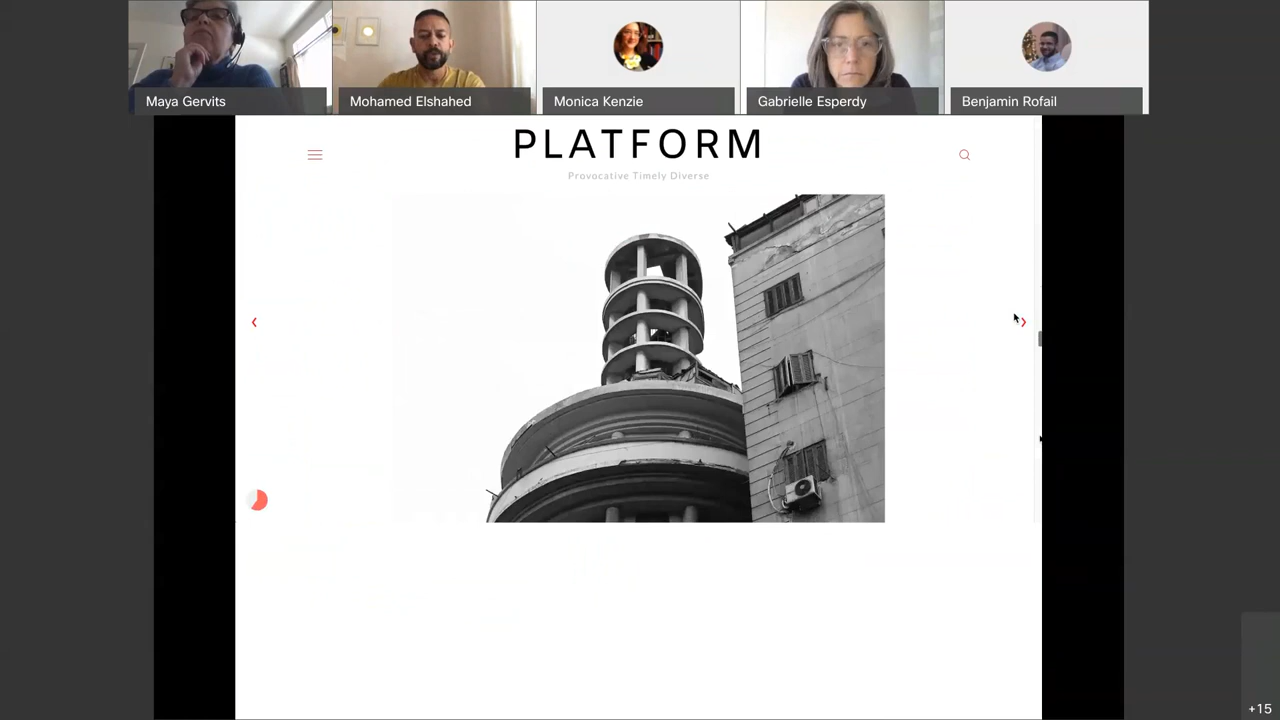 Maya Gervits
Mohamed Elshahed
Monica Kenzie
Gabrielle Esperdy
Benjamin Rofail
PLATFORM
Provocative Timely Diverse
+15